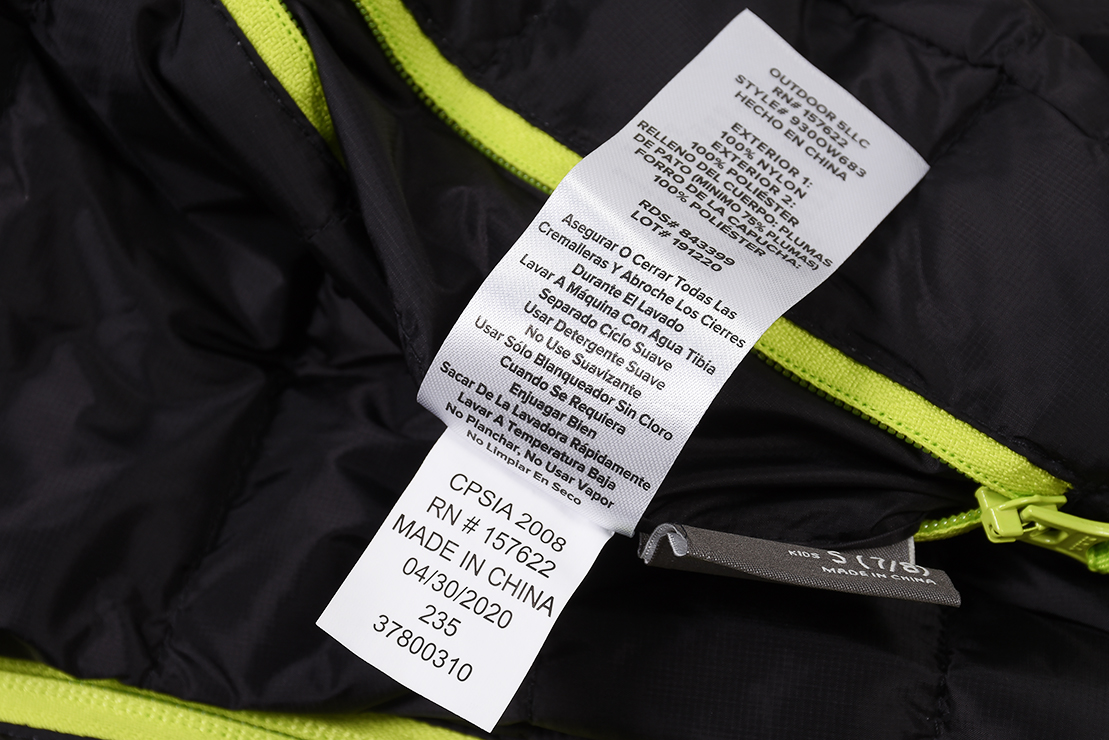 OUTDOOR 5LLC
RN# 157622
STYLE# 9300W683
HECHO EN CHINA
EXTERIOR 1:
100% NYLON
EXTERIOR 2:
100% POLIÉSTER
RELLENO DEL CUERPO: PLUMAS
DE PATO (MINIMO 75% PLUMAS)
FORRO DE LA CAPUCHA:
100% POLIÉSTER
RDS# 843399
LOT# 191220
Asegurar O Cerrar Todas Las
Cremalleras Y Abroche Los Cierres
Durante El Lavado
Lavar A Máquina Con Agua Tibia
Separado Ciclo Suave
Usar Detergente Suave
No Use Suavizante
Usar Sólo Blanqueador Sin Cloro
Cuando Se Requiera
Enjuagar Bien
Sacar De La Lavadora Rápidamente
Lavar A Temperatura Baja
No Planchar, No Usar Vapor
No Limpiar En Seco
CPSIA 2008
RN # 157622
MADE IN CHINA
04/30/2020
235
37800310
KIDS S (7/8)
MADE IN CHINA